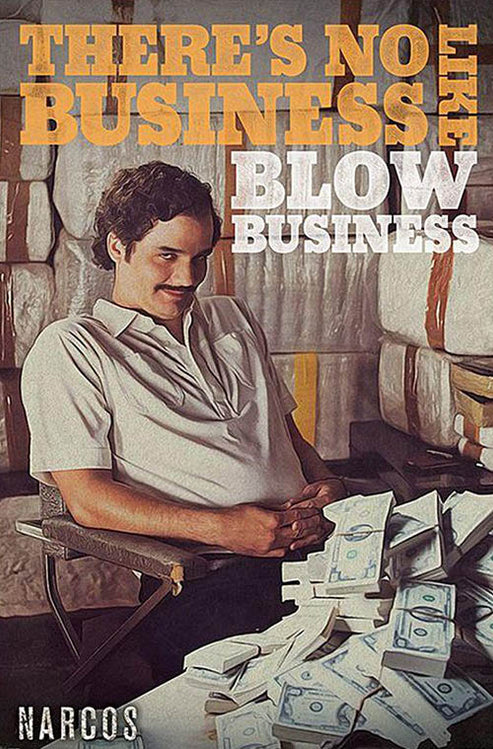 THERE'S NO
BUSINESS LIKE
BLOW
BUSINESS
NARCOS